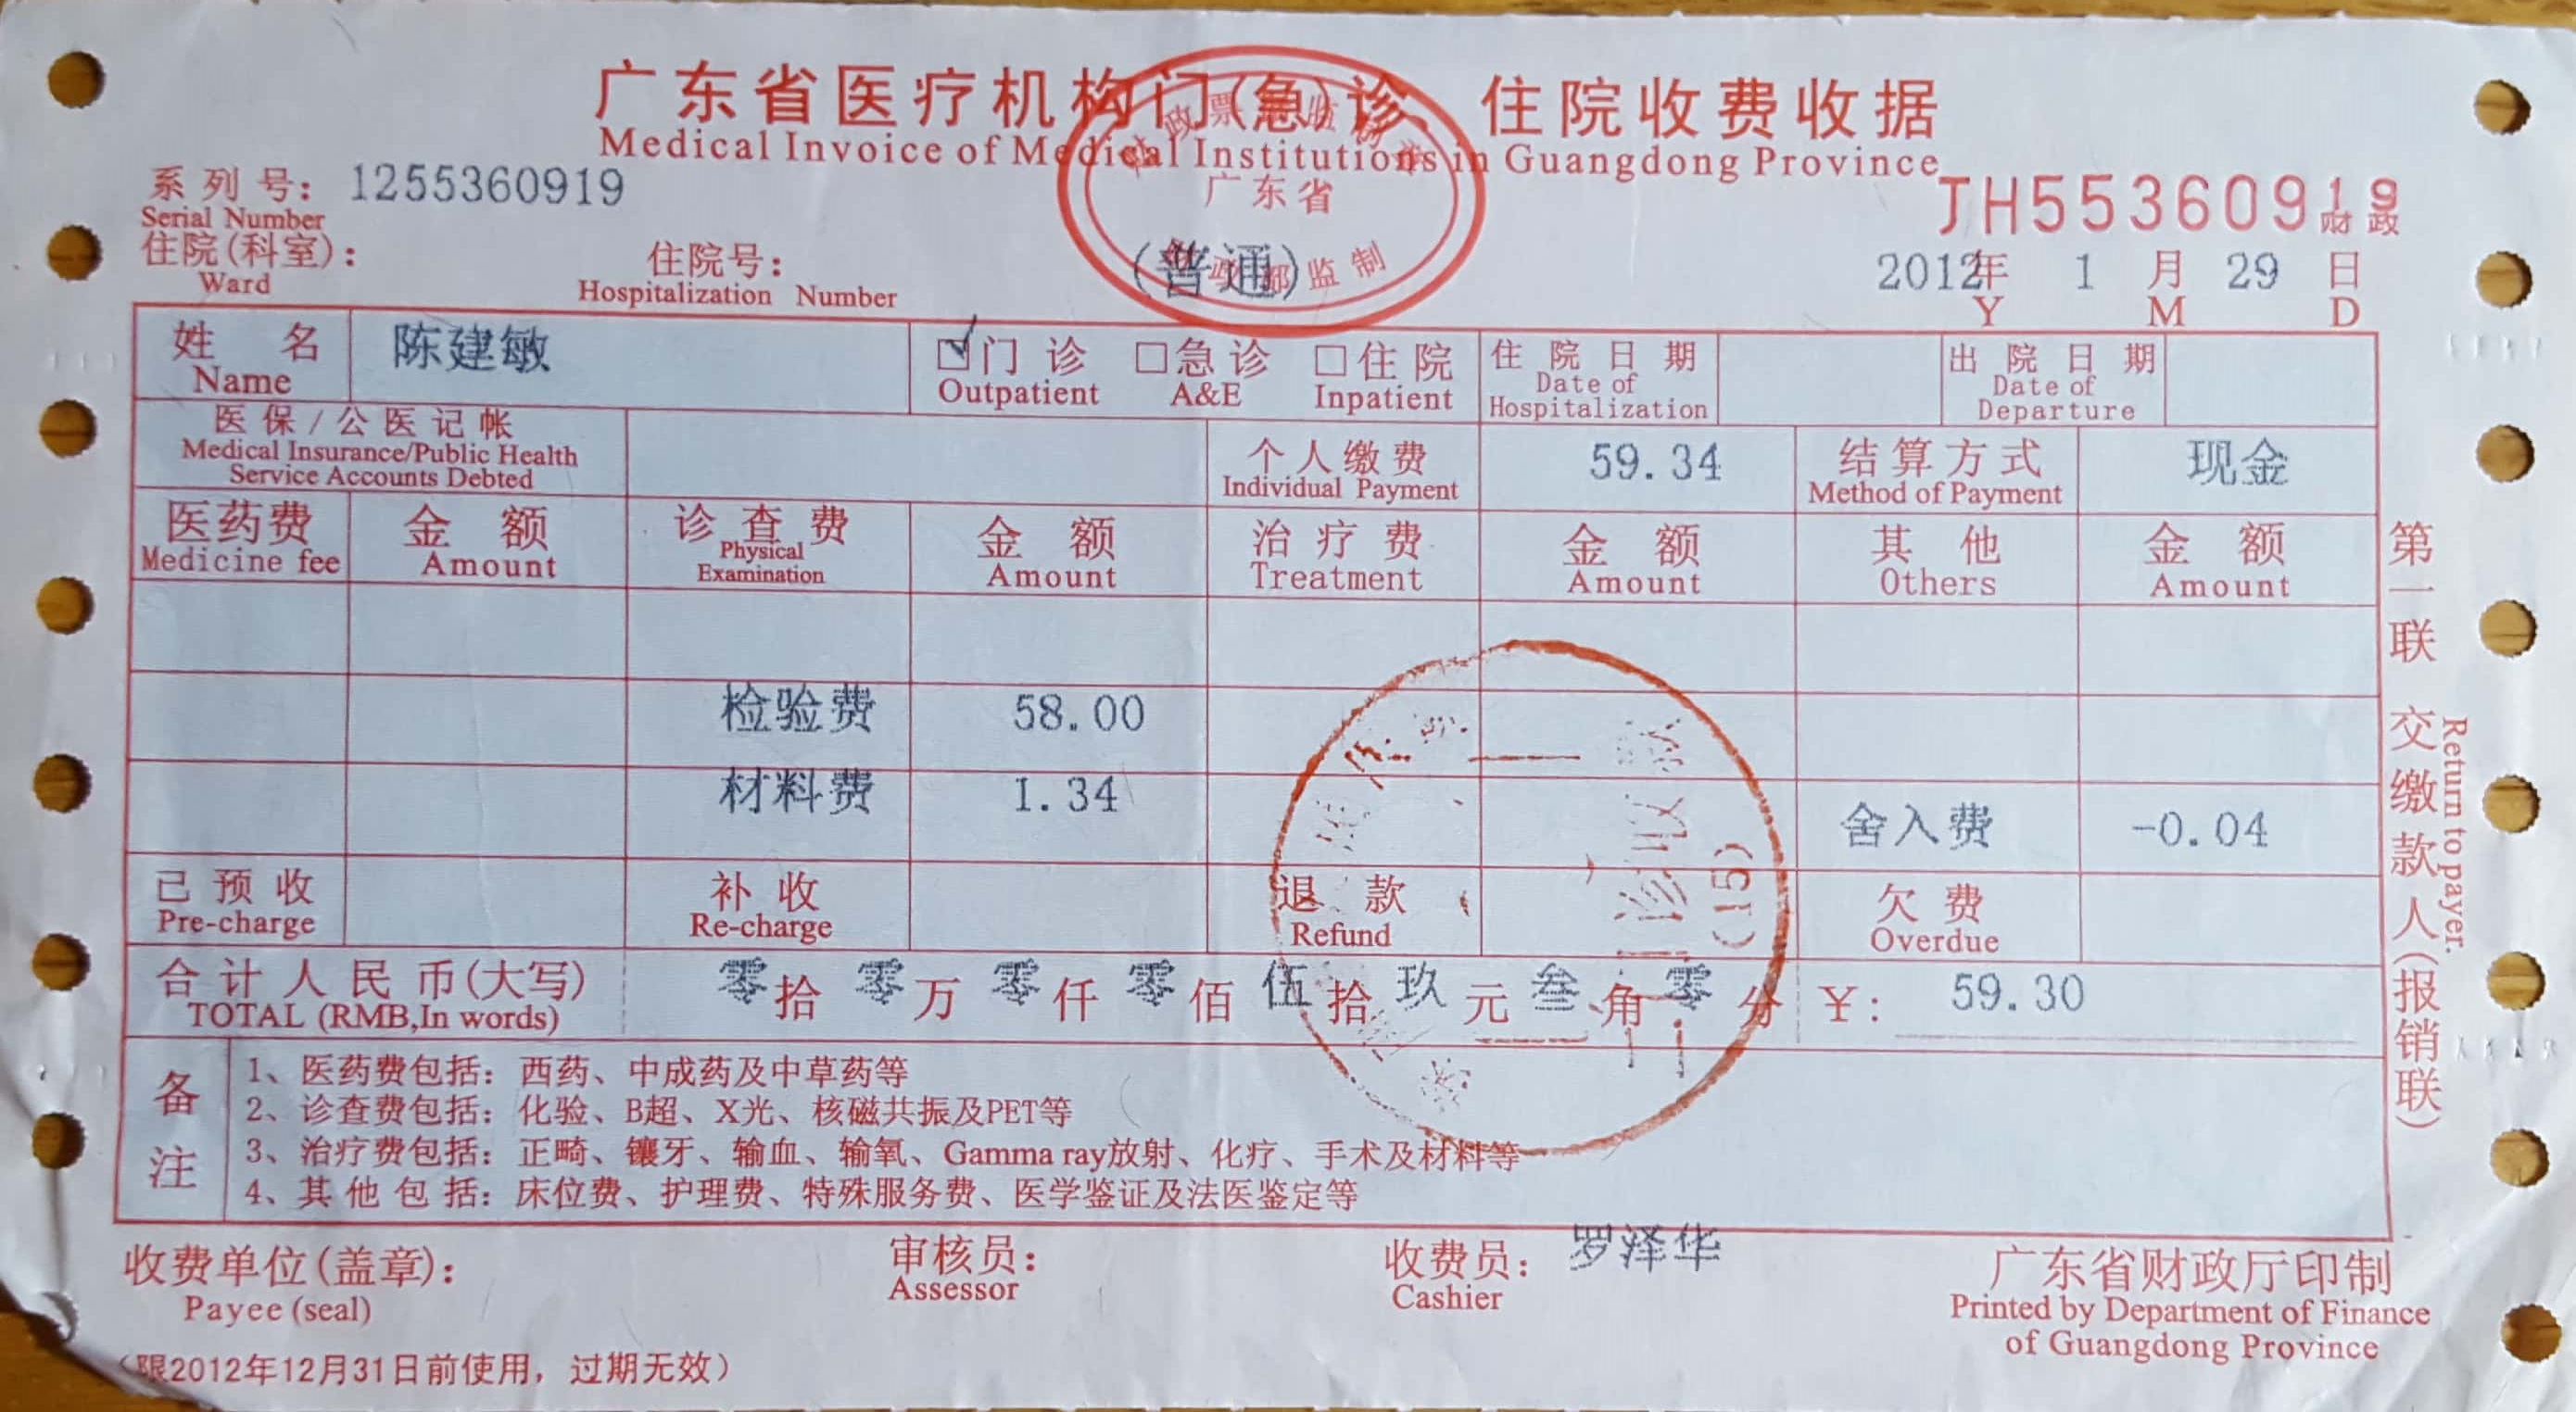 广东省医疗机构门(急)诊 住院收费收据
Medical Invoice of Medical Institutions in Guangdong Province
广东省
系列号: 1255360919
Serial Number
JH55360919
财政
住院(科室):
Ward
住院号:
Hospitalization Number
(普通)
监制
2012年 1 月 29 日
Y M D
姓 名 陈建敏
Name
门诊 急诊 住院
Outpatient A&E Inpatient
住院日期
Date of Hospitalization
出院日期
Date of Departure
医保/公医记帐
Medical Insurance/Public Health
Service Accounts Debted
个人缴费 59.34
Individual Payment
结算方式 现金
Method of Payment
医药费 金 额 诊查费 金 额 治疗费 金 额 其 他 金 额
Medicine fee Amount Physical Examination Amount Treatment Amount Others Amount
检验费 58.00
材料费 1.34 舍入费 -0.04
已预收 补收 退款 欠费
Pre-charge Re-charge Refund Overdue
(51)
合计人民币(大写) 零拾 零万 零仟 零佰 伍拾 玖元 叁角 零分 ¥: 59.30
TOTAL (RMB,In words)
备注
1、医药费包括:西药、中成药及中草药等
2、诊查费包括:化验、B超、X光、核磁共振及PET等
3、治疗费包括:正畸、镶牙、输血、输氧、Gamma ray放射、化疗、手术及材料等
4、其他包括:床位费、护理费、特殊服务费、医学鉴证及法医鉴定等
第一联 交缴款人(报销联)
Return to payer.
收费单位(盖章): 审核员: 收费员: 罗泽华
Payee (seal) Assessor Cashier
广东省财政厅印制
Printed by Department of Finance
of Guangdong Province
(限2012年12月31日前使用,过期无效)